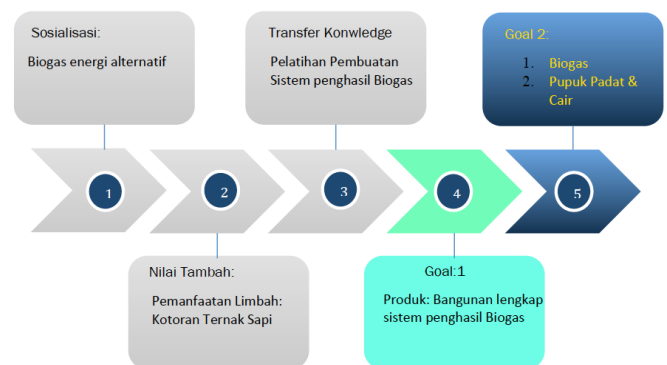 Sosialisasi:
Biogas energi alternatif
Transfer Konwledge
Pelatihan Pembuatan
Sistem penghasil Biogas
Goal 2:
1. Biogas
2. Pupuk Padat &
Cair
1
2
3
4
5
Nilai Tambah:
Pemanfaatan Limbah:
Kotoran Ternak Sapi
Goal:1
Produk: Bangunan lengkap
sistem penghasil Biogas